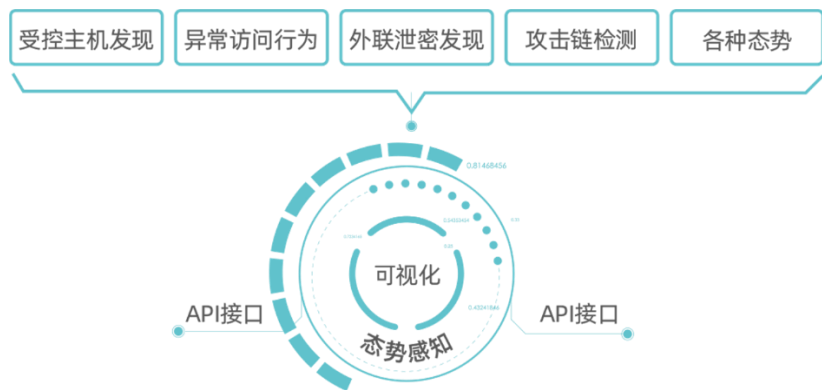 受控主机发现
异常访问行为
外联泄密发现
攻击链检测
各种态势
0.81468456
可视化
API接口
API接口
态势感知